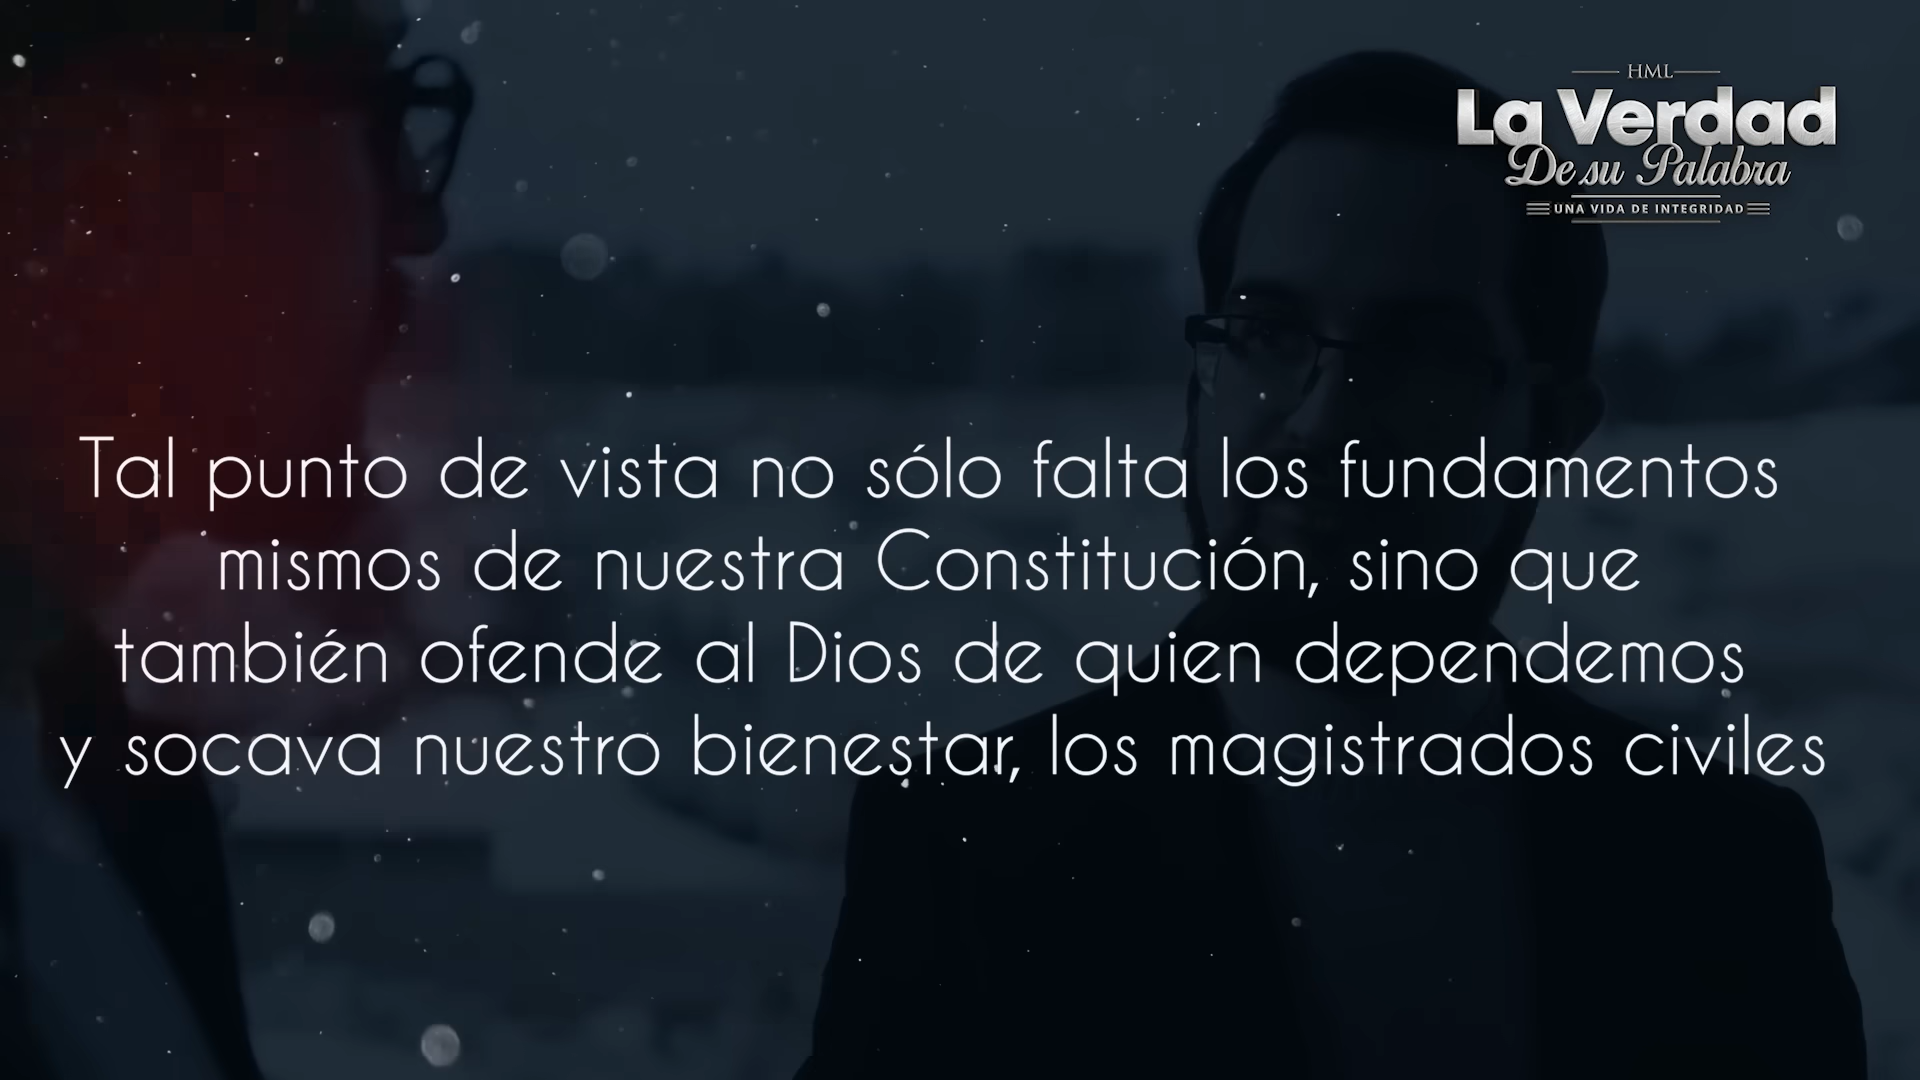 HML
La Verdad
De su Palabra
UNA VIDA DE INTEGRIDAD
Tal punto de vista no sólo falta los fundamentos
mismos de nuestra Constitución, sino que
también ofende al Dios de quien dependemos
y socava nuestro bienestar, los magistrados civiles